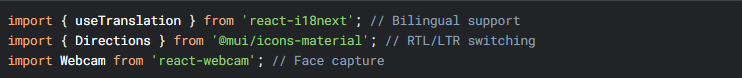 import { useTranslation } from 'react-i18next'; // Bilingual support
import { Directions } from '@mui/icons-material'; // RTL/LTR switching
import Webcam from 'react-webcam'; // Face capture